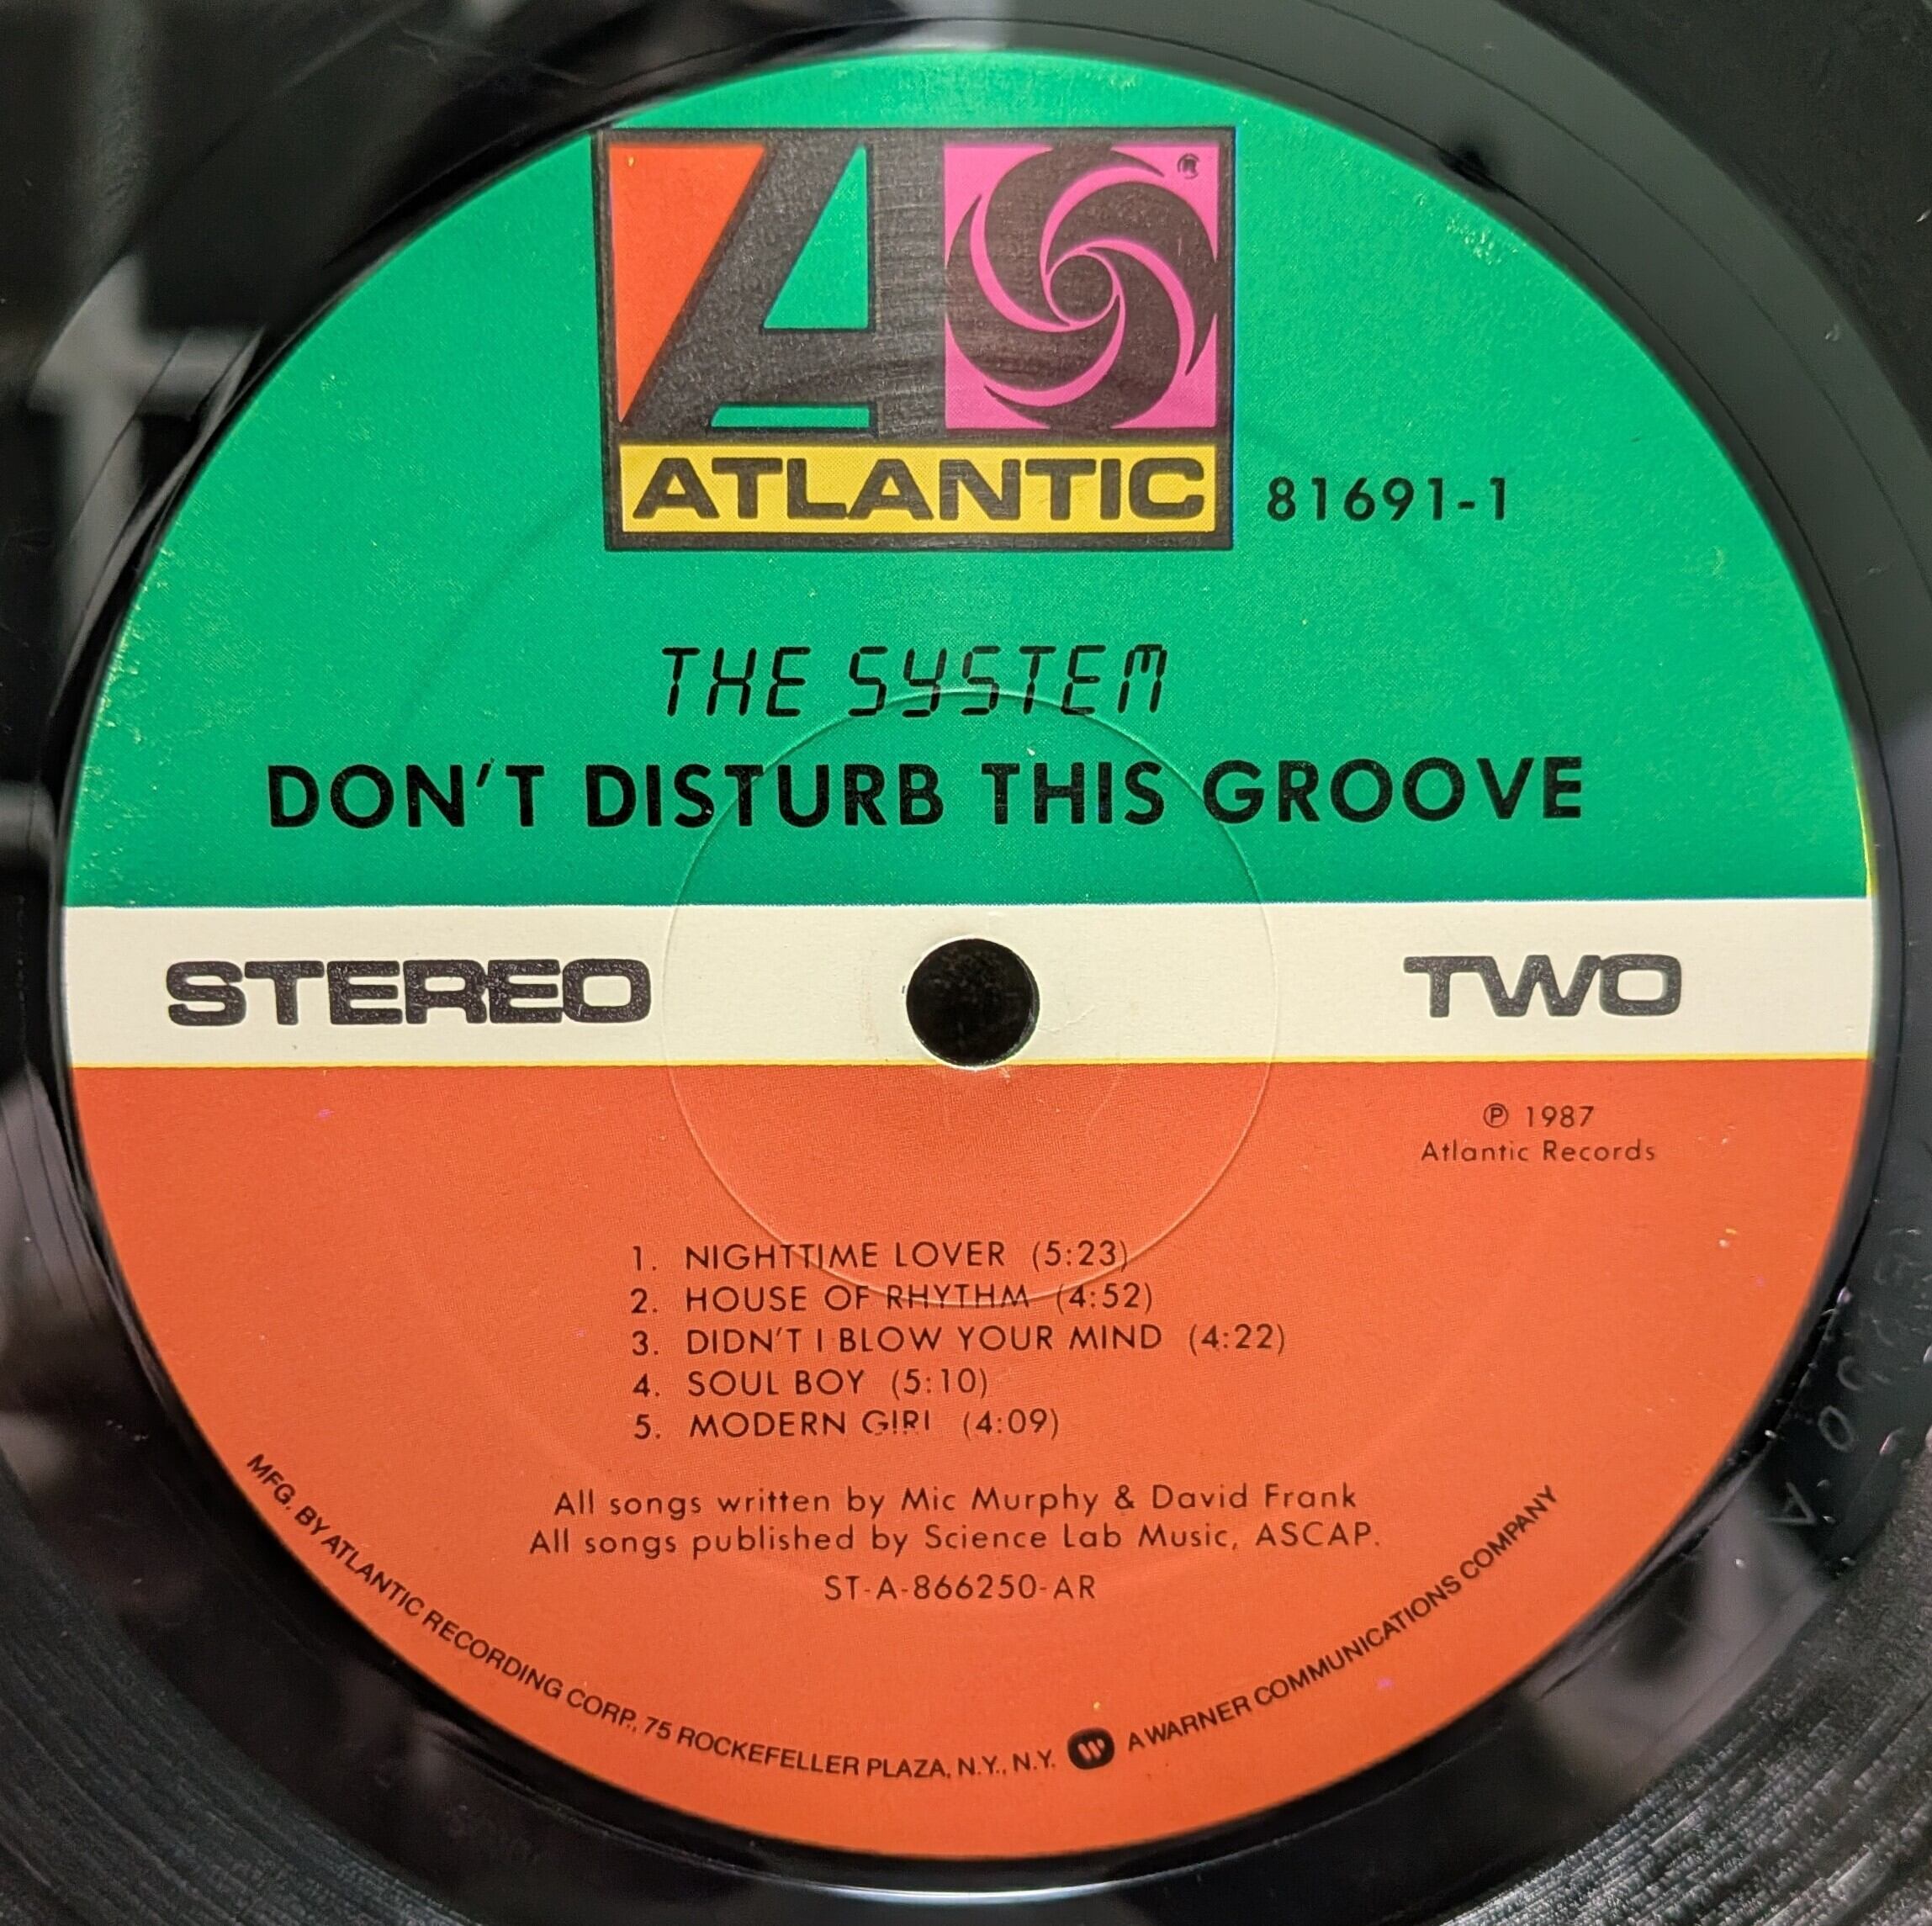 ATLANTIC ®
81691-1
THE SYSTEM
DON'T DISTURB THIS GROOVE
STEREO
TWO
℗ 1987
Atlantic Records
1. NIGHTTIME LOVER (5:23)
2. HOUSE OF RHYTHM (4:52)
3. DIDN'T I BLOW YOUR MIND (4:22)
4. SOUL BOY (5:10)
5. MODERN GIRL (4:09)
All songs written by Mic Murphy & David Frank
All songs published by Science Lab Music, ASCAP.
ST-A-866250-AR
MFG. BY ATLANTIC RECORDING CORP., 75 ROCKEFELLER PLAZA, N.Y., N.Y. A WARNER COMMUNICATIONS COMPANY